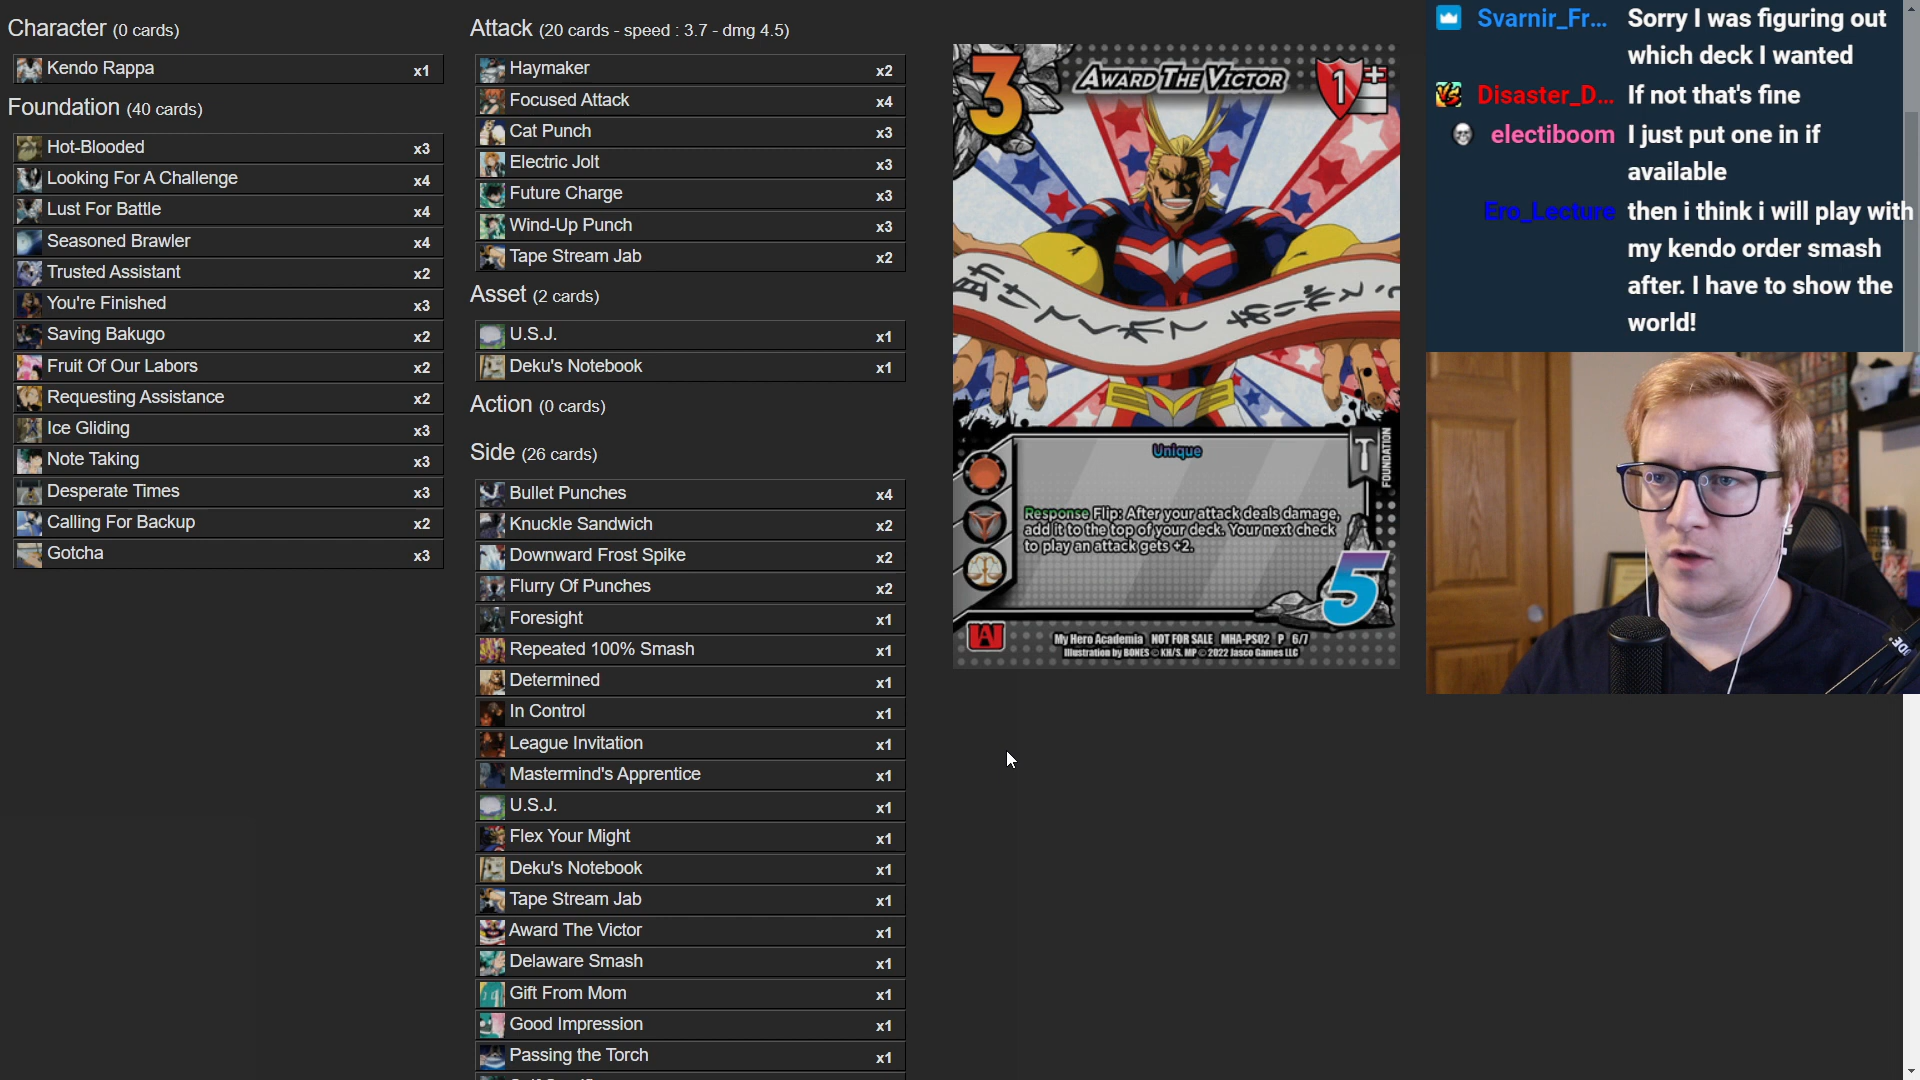 Character (0 cards)
Kendo Rappa x1
Foundation (40 cards)
Hot-Blooded x3
Looking For A Challenge x4
Lust For Battle x4
Seasoned Brawler x4
Trusted Assistant x2
You're Finished x3
Saving Bakugo x2
Fruit Of Our Labors x2
Requesting Assistance x2
Ice Gliding x3
Note Taking x3
Desperate Times x3
Calling For Backup x2
Gotcha x3
Attack (20 cards - speed : 3.7 - dmg 4.5)
Haymaker x2
Focused Attack x4
Cat Punch x3
Electric Jolt x3
Future Charge x3
Wind-Up Punch x3
Tape Stream Jab x2
Asset (2 cards)
U.S.J. x1
Deku's Notebook x1
Action (0 cards)
Side (26 cards)
Bullet Punches x4
Knuckle Sandwich x2
Downward Frost Spike x2
Flurry Of Punches x2
Foresight x1
Repeated 100% Smash x1
Determined x1
In Control x1
League Invitation x1
Mastermind's Apprentice x1
U.S.J. x1
Flex Your Might x1
Deku's Notebook x1
Tape Stream Jab x1
Award The Victor x1
Delaware Smash x1
Gift From Mom x1
Good Impression x1
Passing the Torch x1
3
AWARD THE VICTOR
1 +
Unique
FOUNDATION
Response Flip: After your attack deals damage,
add it to the top of your deck. Your next check
to play an attack gets +2.
5
My Hero Academia NOT FOR SALE MHA-PS02 P 6/7
Illustration by BONES © KH/S. MP © 2022 Jasco Games LLC
Svarnir_Fr... Sorry I was figuring out
which deck I wanted
Disaster_D... If not that's fine
electiboom I just put one in if
available
Ero_Lecture then i think i will play with
my kendo order smash
after. I have to show the
world!